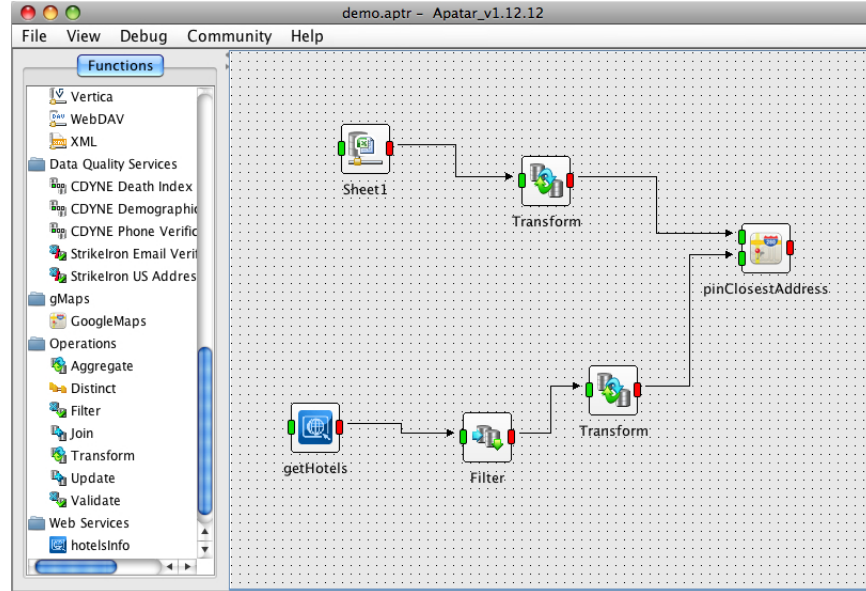 demo.aptr – Apatar_v1.12.12
File View Debug Community Help
Functions
Vertica
WebDAV
XML
Data Quality Services
CDYNE Death Index
CDYNE Demographic
CDYNE Phone Verific
StrikeIron Email Verif
StrikeIron US Addres
gMaps
GoogleMaps
Operations
Aggregate
Distinct
Filter
Join
Transform
Update
Validate
Web Services
hotelsInfo
Sheet1
Transform
pinClosestAddress
getHotels
Filter
Transform